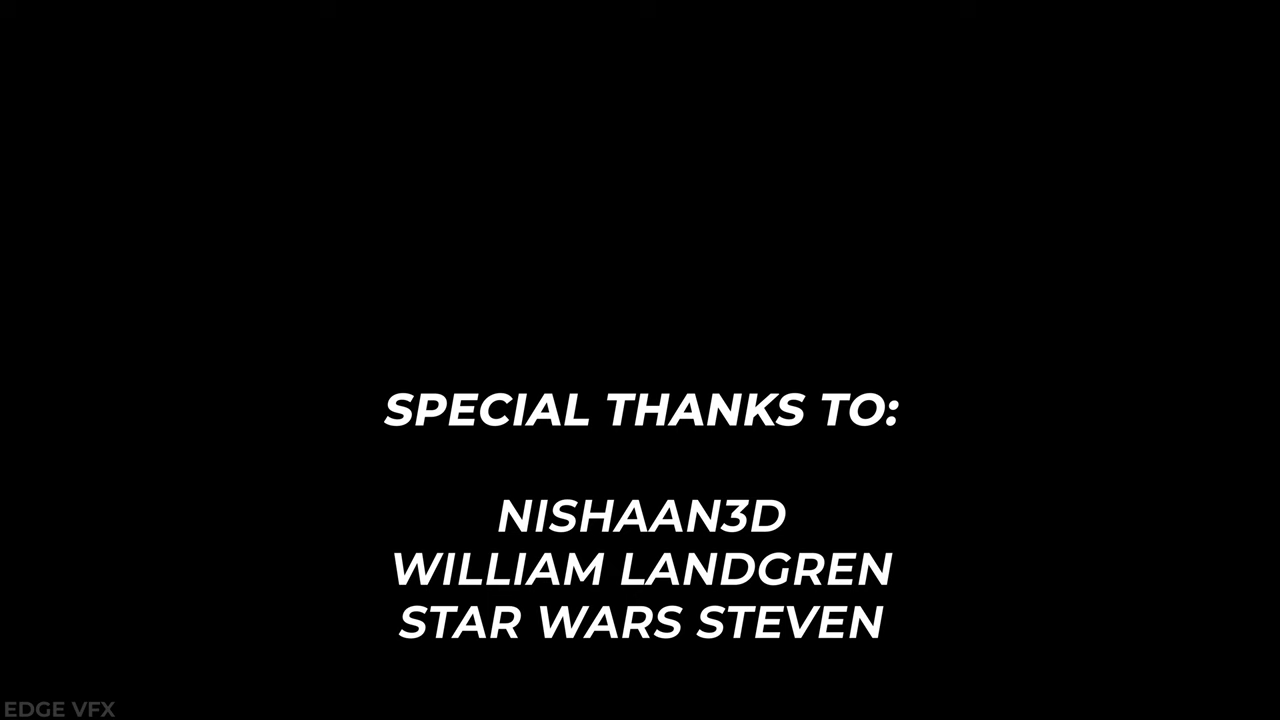 SPECIAL THANKS TO:
NISHAAN3D
WILLIAM LANDGREN
STAR WARS STEVEN
EDGE VFX